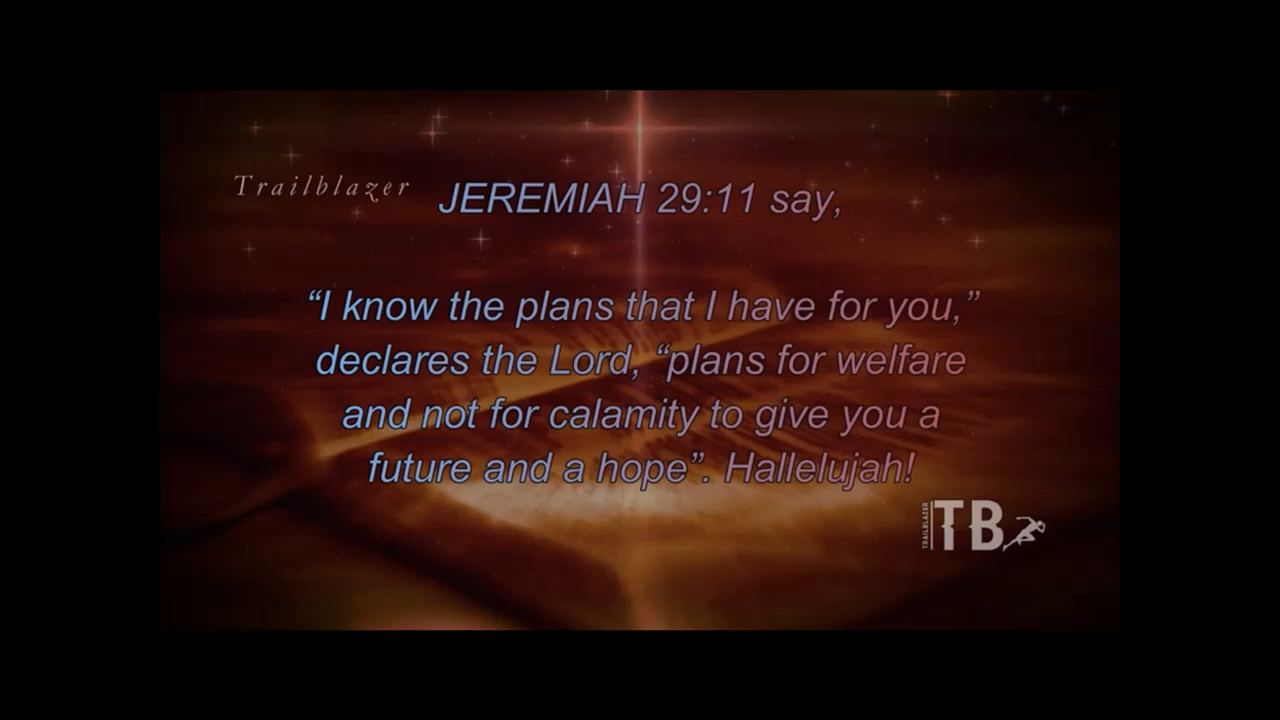 Trailblazer
JEREMIAH 29:11 say,
“I know the plans that I have for you,”
declares the Lord, “plans for welfare
and not for calamity to give you a
future and a hope”. Hallelujah!
TRAILBLAZER
TB